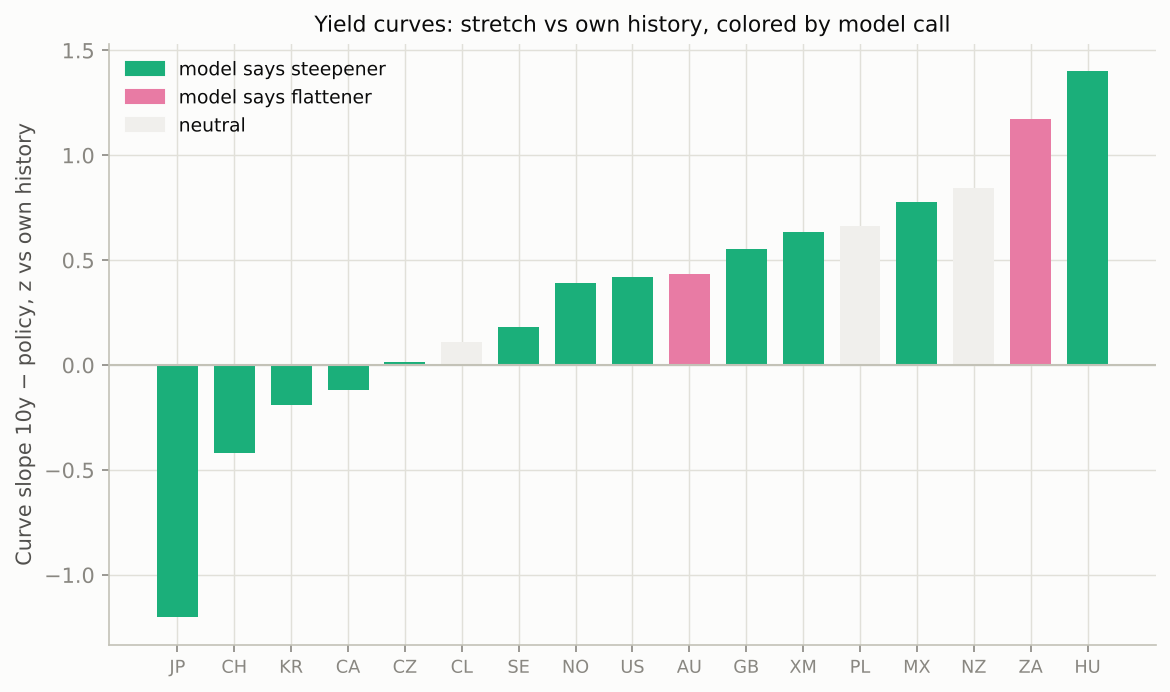 Yield curves: stretch vs own history, colored by model call
model says steepener
model says flattener
neutral
Curve slope 10y − policy, z vs own history
1.5
1.0
0.5
0.0
−0.5
−1.0
JP CH KR CA CZ CL SE NO US AU GB XM PL MX NZ ZA HU